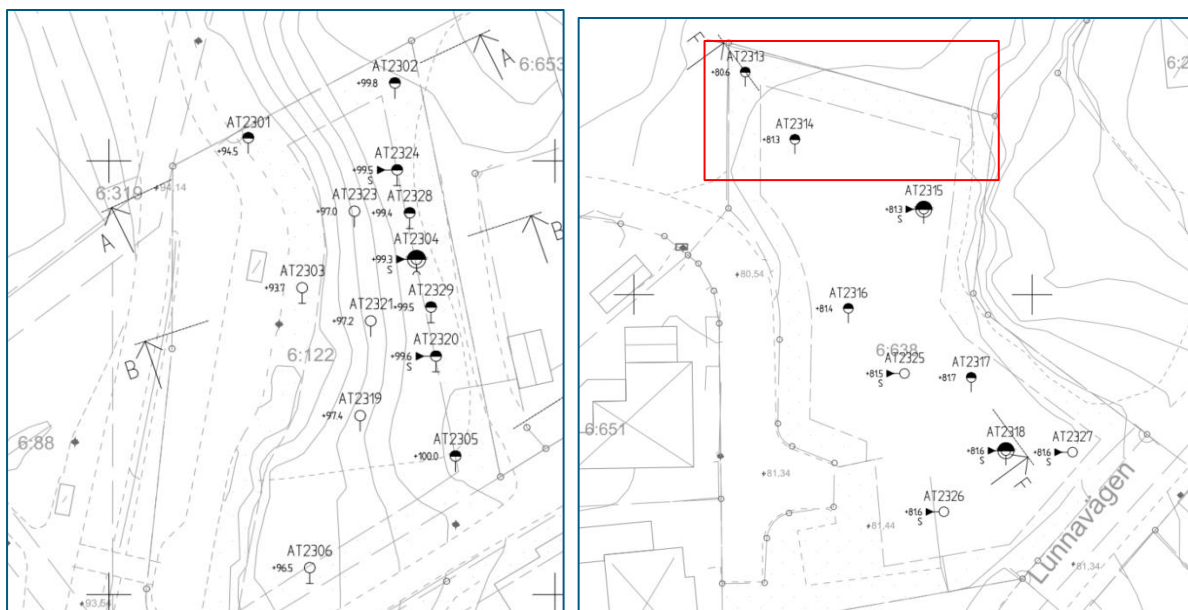 A
6:653
AT2302
+99.8
AT2301
+94.5
AT2324
+99.5
S
6:319
+94,14
AT2323
+97.0
AT2328
+99.4
A
AT2304
+99.3
S
B
AT2303
+93.7
AT2321
+97.2
AT2329
+99.5
6:122
AT2320
+99.6
S
B
AT2319
+97.4
6:88
AT2305
+100.0
AT2306
+96.5
+93,54
F
AT2313
+80.6
6:2
AT2314
+81.3
AT2315
+81.3
S
+80,54
AT2316
+81.4
6:638
AT2325
+81.5
S
AT2317
+81.7
6:651
AT2318
+81.6
S
AT2327
+81.6
S
F
+81,34
AT2326
+81.6
S
+81,44
Lunnavägen
+81,34